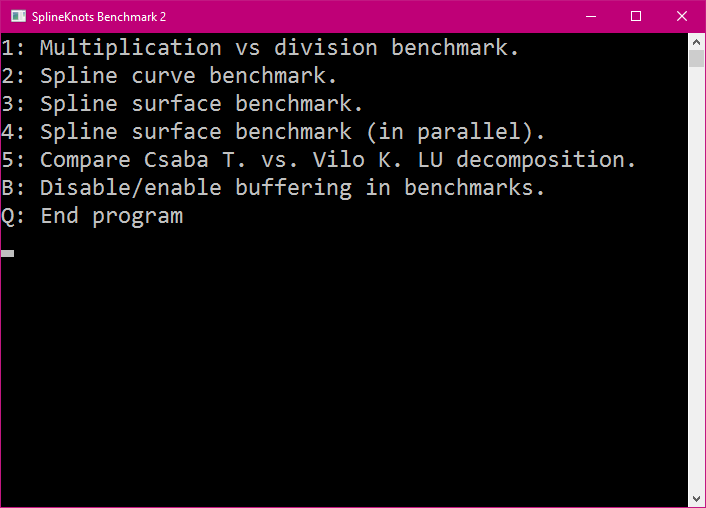 SplineKnots Benchmark 2
1: Multiplication vs division benchmark.
2: Spline curve benchmark.
3: Spline surface benchmark.
4: Spline surface benchmark (in parallel).
5: Compare Csaba T. vs. Vilo K. LU decomposition.
B: Disable/enable buffering in benchmarks.
Q: End program